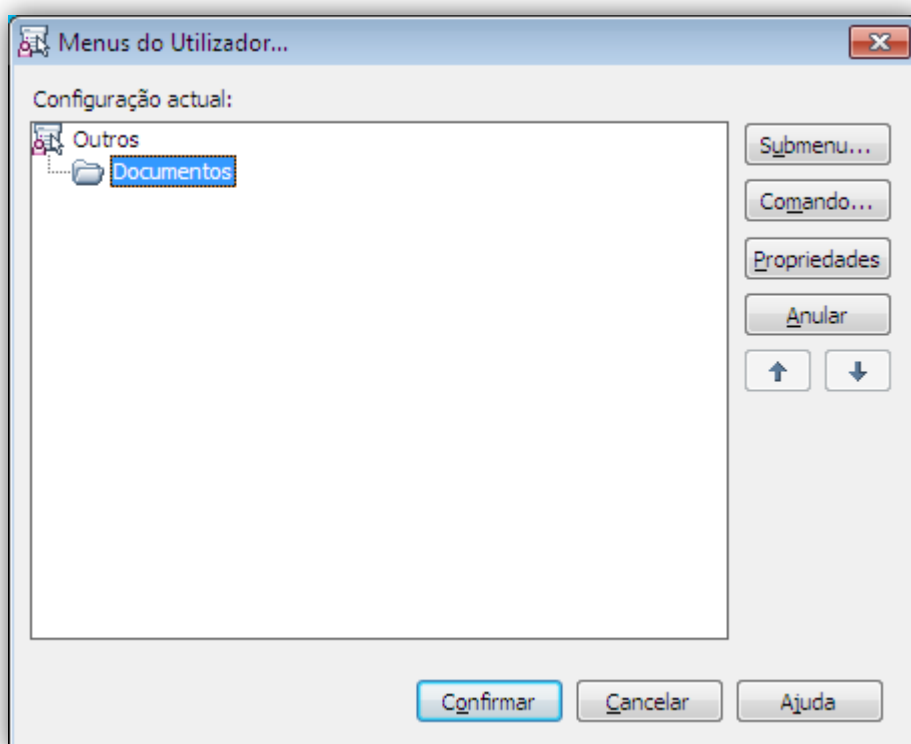 Menus do Utilizador...
Configuração actual:
Outros
Documentos
Submenu...
Comando...
Propriedades
Anular
Confirmar
Cancelar
Ajuda